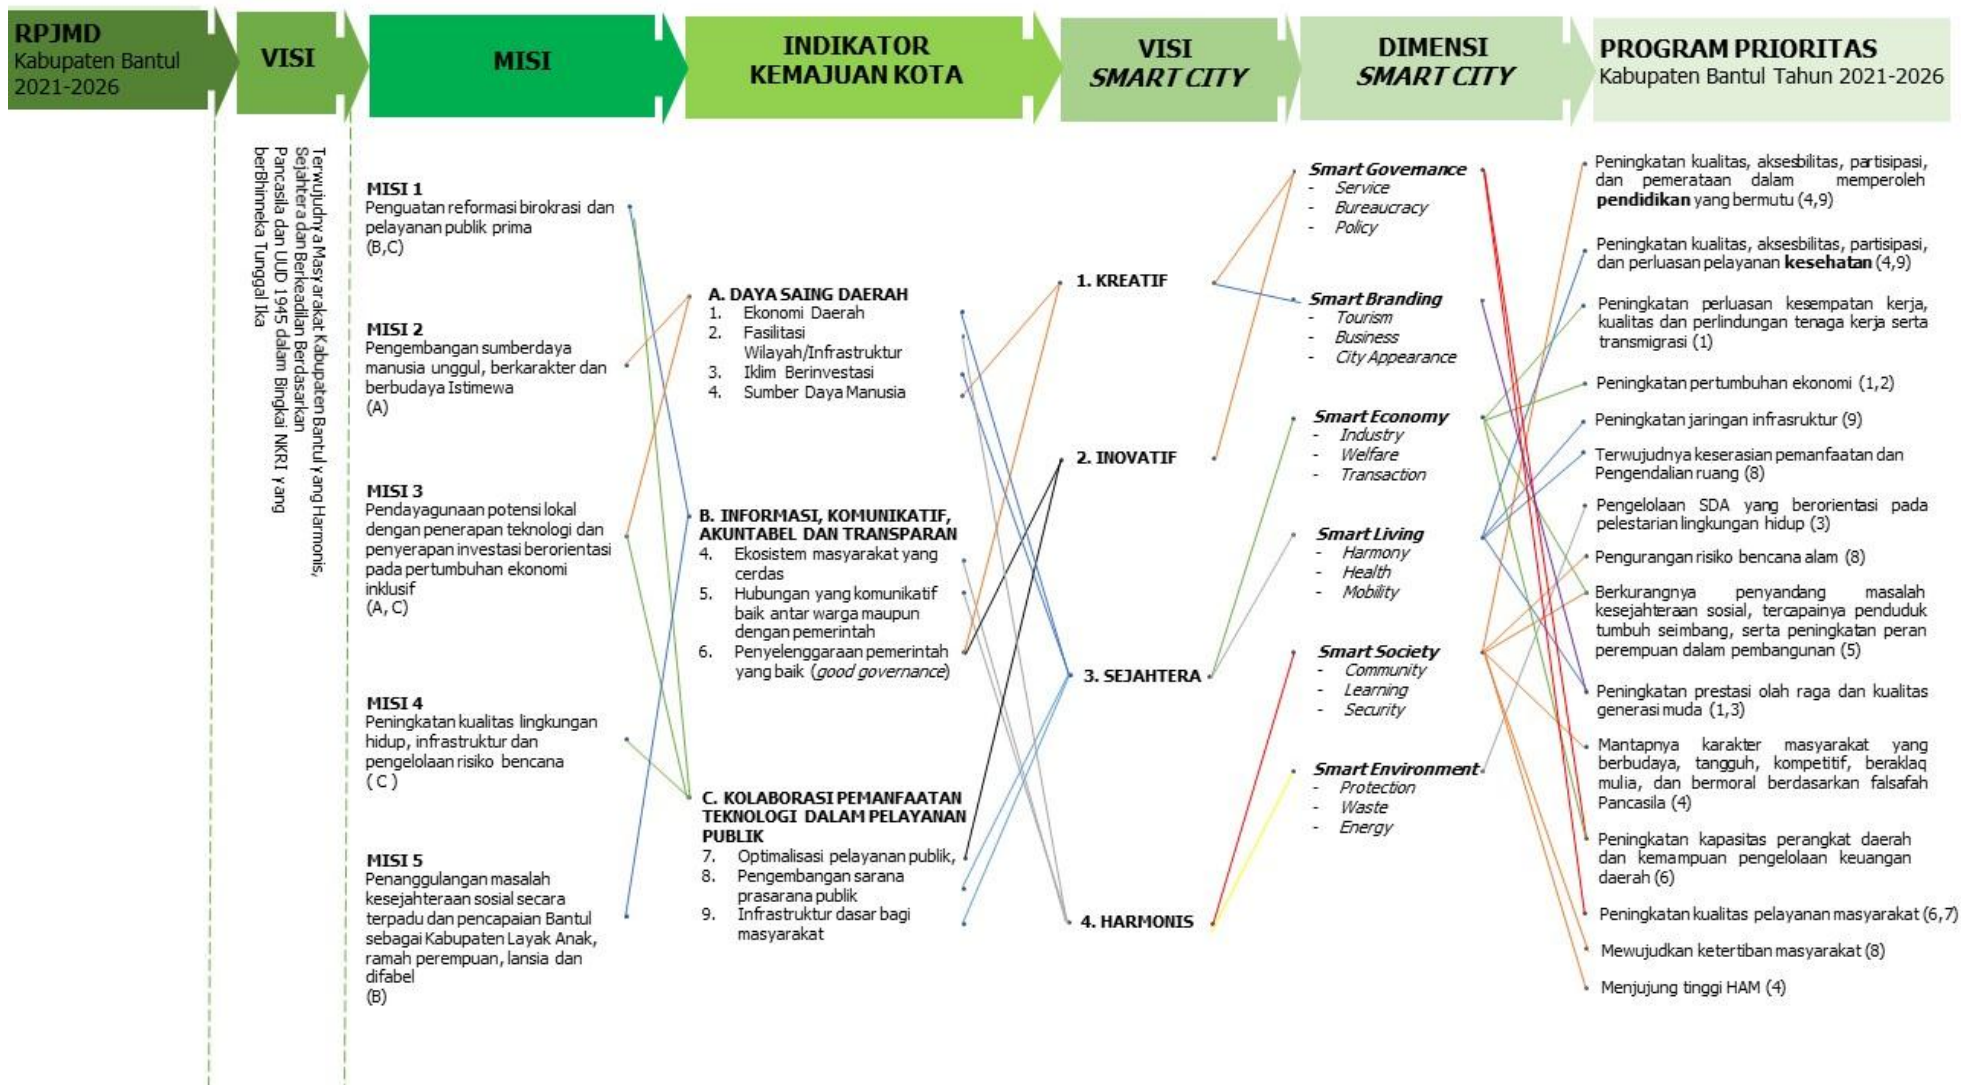 RPJMD
Kabupaten Bantul
2021-2026
VISI
MISI
INDIKATOR
KEMAJUAN KOTA
VISI
SMART CITY
DIMENSI
SMART CITY
PROGRAM PRIORITAS
Kabupaten Bantul Tahun 2021-2026
Terwujudnya Masyarakat Kabupaten Bantul yang Harmonis,
Sejahtera dan Berkeadilan Berdasarkan
Pancasila dan UUD 1945 dalam Bingkai NKRI yang
berBhinneka Tunggal Ika
MISI 1
Penguatan reformasi birokrasi dan
pelayanan publik prima
(B,C)
MISI 2
Pengembangan sumberdaya
manusia unggul, berkarakter dan
berbudaya Istimewa
(A)
MISI 3
Pendayagunaan potensi lokal
dengan penerapan teknologi dan
penyerapan investasi berorientasi
pada pertumbuhan ekonomi
inklusif
(A, C)
MISI 4
Peningkatan kualitas lingkungan
hidup, infrastruktur dan
pengelolaan risiko bencana
( C )
MISI 5
Penanggulangan masalah
kesejahteraan sosial secara
terpadu dan pencapaian Bantul
sebagai Kabupaten Layak Anak,
ramah perempuan, lansia dan
difabel
(B)
A. DAYA SAING DAERAH
1. Ekonomi Daerah
2. Fasilitasi
Wilayah/Infrastruktur
3. Iklim Berinvestasi
4. Sumber Daya Manusia
B. INFORMASI, KOMUNIKATIF,
AKUNTABEL DAN TRANSPARAN
4. Ekosistem masyarakat yang
cerdas
5. Hubungan yang komunikatif
baik antar warga maupun
dengan pemerintah
6. Penyelenggaraan pemerintah
yang baik (good governance)
C. KOLABORASI PEMANFAATAN
TEKNOLOGI DALAM PELAYANAN
PUBLIK
7. Optimalisasi pelayanan publik,
8. Pengembangan sarana
prasarana publik
9. Infrastruktur dasar bagi
masyarakat
1. KREATIF
2. INOVATIF
3. SEJAHTERA
4. HARMONIS
Smart Governance
- Service
- Bureaucracy
- Policy
Smart Branding
- Tourism
- Business
- City Appearance
Smart Economy
- Industry
- Welfare
- Transaction
Smart Living
- Harmony
- Health
- Mobility
Smart Society
- Community
- Learning
- Security
Smart Environment
- Protection
- Waste
- Energy
Peningkatan kualitas, aksesbilitas, partisipasi,
dan pemerataan dalam memperoleh
pendidikan yang bermutu (4,9)
Peningkatan kualitas, aksesbilitas, partisipasi,
dan perluasan pelayanan kesehatan (4,9)
Peningkatan perluasan kesempatan kerja,
kualitas dan perlindungan tenaga kerja serta
transmigrasi (1)
Peningkatan pertumbuhan ekonomi (1,2)
Peningkatan jaringan infrasruktur (9)
Terwujudnya keserasian pemanfaatan dan
Pengendalian ruang (8)
Pengelolaan SDA yang berorientasi pada
pelestarian lingkungan hidup (3)
Pengurangan risiko bencana alam (8)
Berkurangnya penyandang masalah
kesejahteraan sosial, tercapainya penduduk
tumbuh seimbang, serta peningkatan peran
perempuan dalam pembangunan (5)
Peningkatan prestasi olah raga dan kualitas
generasi muda (1,3)
Mantapnya karakter masyarakat yang
berbudaya, tangguh, kompetitif, beraklaq
mulia, dan bermoral berdasarkan falsafah
Pancasila (4)
Peningkatan kapasitas perangkat daerah
dan kemampuan pengelolaan keuangan
daerah (6)
Peningkatan kualitas pelayanan masyarakat (6,7)
Mewujudkan ketertiban masyarakat (8)
Menjujung tinggi HAM (4)